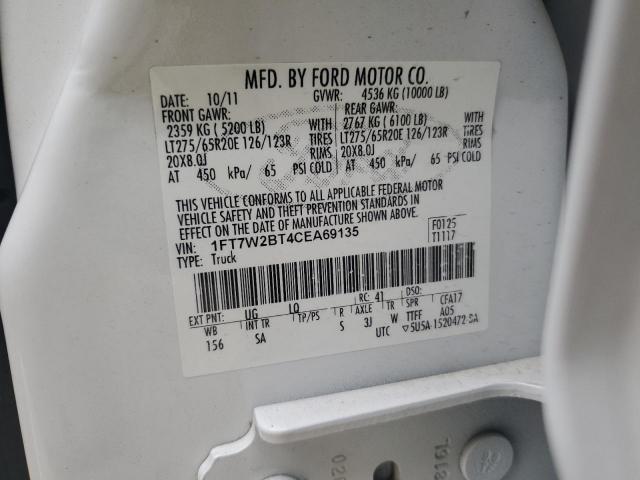 MFD. BY FORD MOTOR CO.
DATE: 10/11 GVWR: 4536 KG (10000 LB)
FRONT GAWR: REAR GAWR:
2359 KG ( 5200 LB) WITH 2767 KG ( 6100 LB) WITH
LT275/65R20E 126/123R TIRES LT275/65R20E 126/123R TIRES
20X8.0J RIMS 20X8.0J RIMS
AT 450 kPa/ 65 PSI COLD AT 450 kPa/ 65 PSI COLD
THIS VEHICLE CONFORMS TO ALL APPLICABLE FEDERAL MOTOR
VEHICLE SAFETY AND THEFT PREVENTION STANDARDS IN
EFFECT ON THE DATE OF MANUFACTURE SHOWN ABOVE.
VIN: 1FT7W2BT4CEA69135 F0125
TYPE: Truck T1117
EXT PNT: UG LQ RC: 41 DSO:
WB INT TR TP/PS R AXLE TR SPR CFA17
156 SA S 3J W TTFF A05
UTC 5U5A-1520472-BA
816L